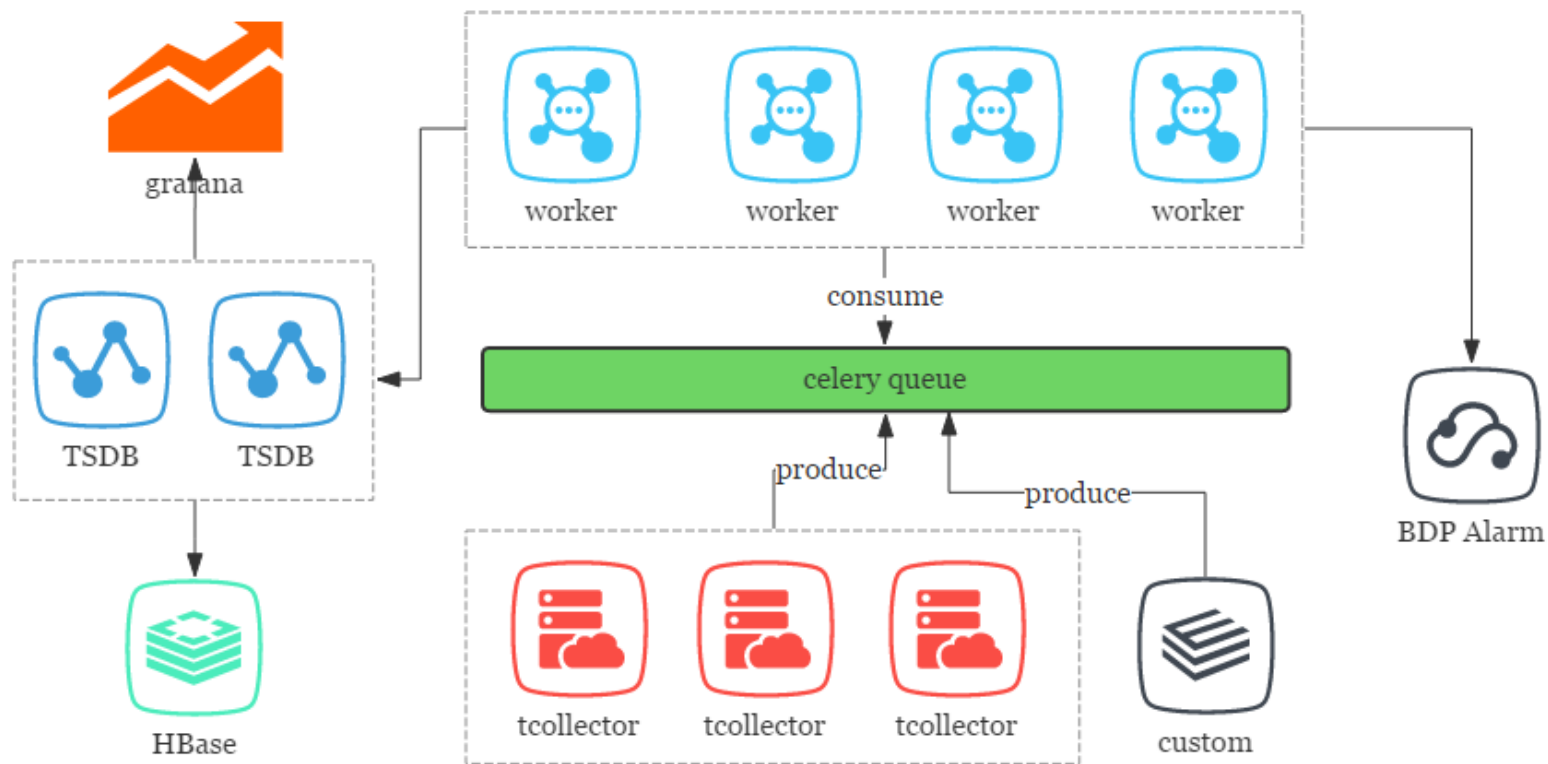 grafana
worker
worker
worker
worker
consume
celery queue
TSDB
TSDB
produce
produce
BDP Alarm
HBase
tcollector
tcollector
tcollector
custom